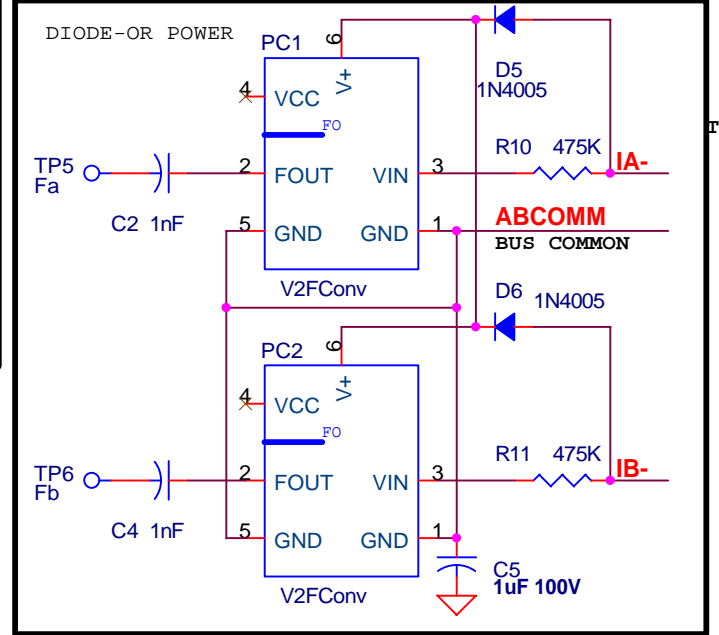 DIODE-OR POWER
PC1
6
V+
4
VCC
FO
D5
1N4005
T
TP5
Fa
2
FOUT
VIN
3
R10 475K
IA-
C2 1nF
5
GND
GND
1
ABCOMM
BUS COMMON
V2FConv
D6
1N4005
PC2
6
V+
4
VCC
FO
TP6
Fb
2
FOUT
VIN
3
R11 475K
IB-
C4 1nF
5
GND
GND
1
V2FConv
C5
1uF 100V